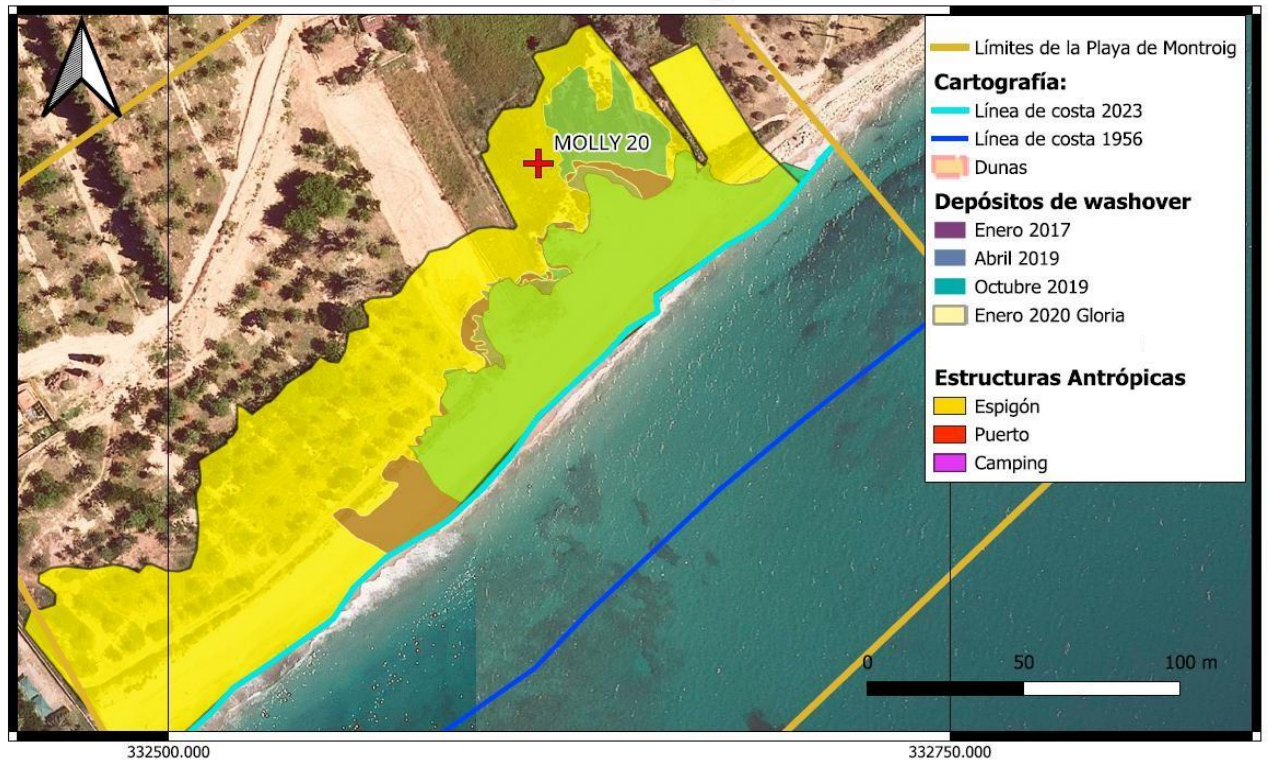 MOLLY 20
Límites de la Playa de Montroig
Cartografía:
Línea de costa 2023
Línea de costa 1956
Dunas
Depósitos de washover
Enero 2017
Abril 2019
Octubre 2019
Enero 2020 Gloria
Estructuras Antrópicas
Espigón
Puerto
Camping
0 50 100 m
332500.000 332750.000